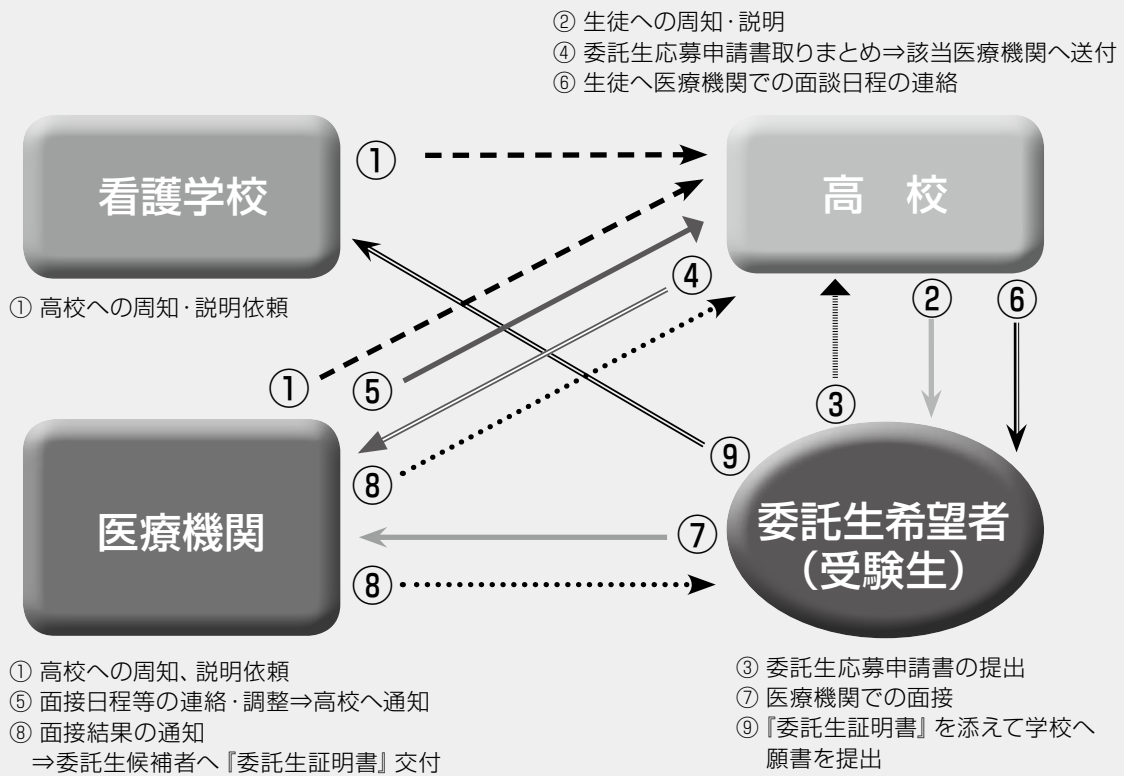 ② 生徒への周知・説明
④ 委託生応募申請書取りまとめ⇒該当医療機関へ送付
⑥ 生徒へ医療機関での面談日程の連絡
看護学校
①
高　校
① 高校への周知・説明依頼
④
②
⑥
①
⑤
③
⑧
⑨
医療機関
⑦
委託生希望者
（受験生）
⑧
① 高校への周知、説明依頼
⑤ 面接日程等の連絡・調整⇒高校へ通知
⑧ 面接結果の通知
⇒委託生候補者へ『委託生証明書』交付
③ 委託生応募申請書の提出
⑦ 医療機関での面接
⑨『委託生証明書』を添えて学校へ
願書を提出